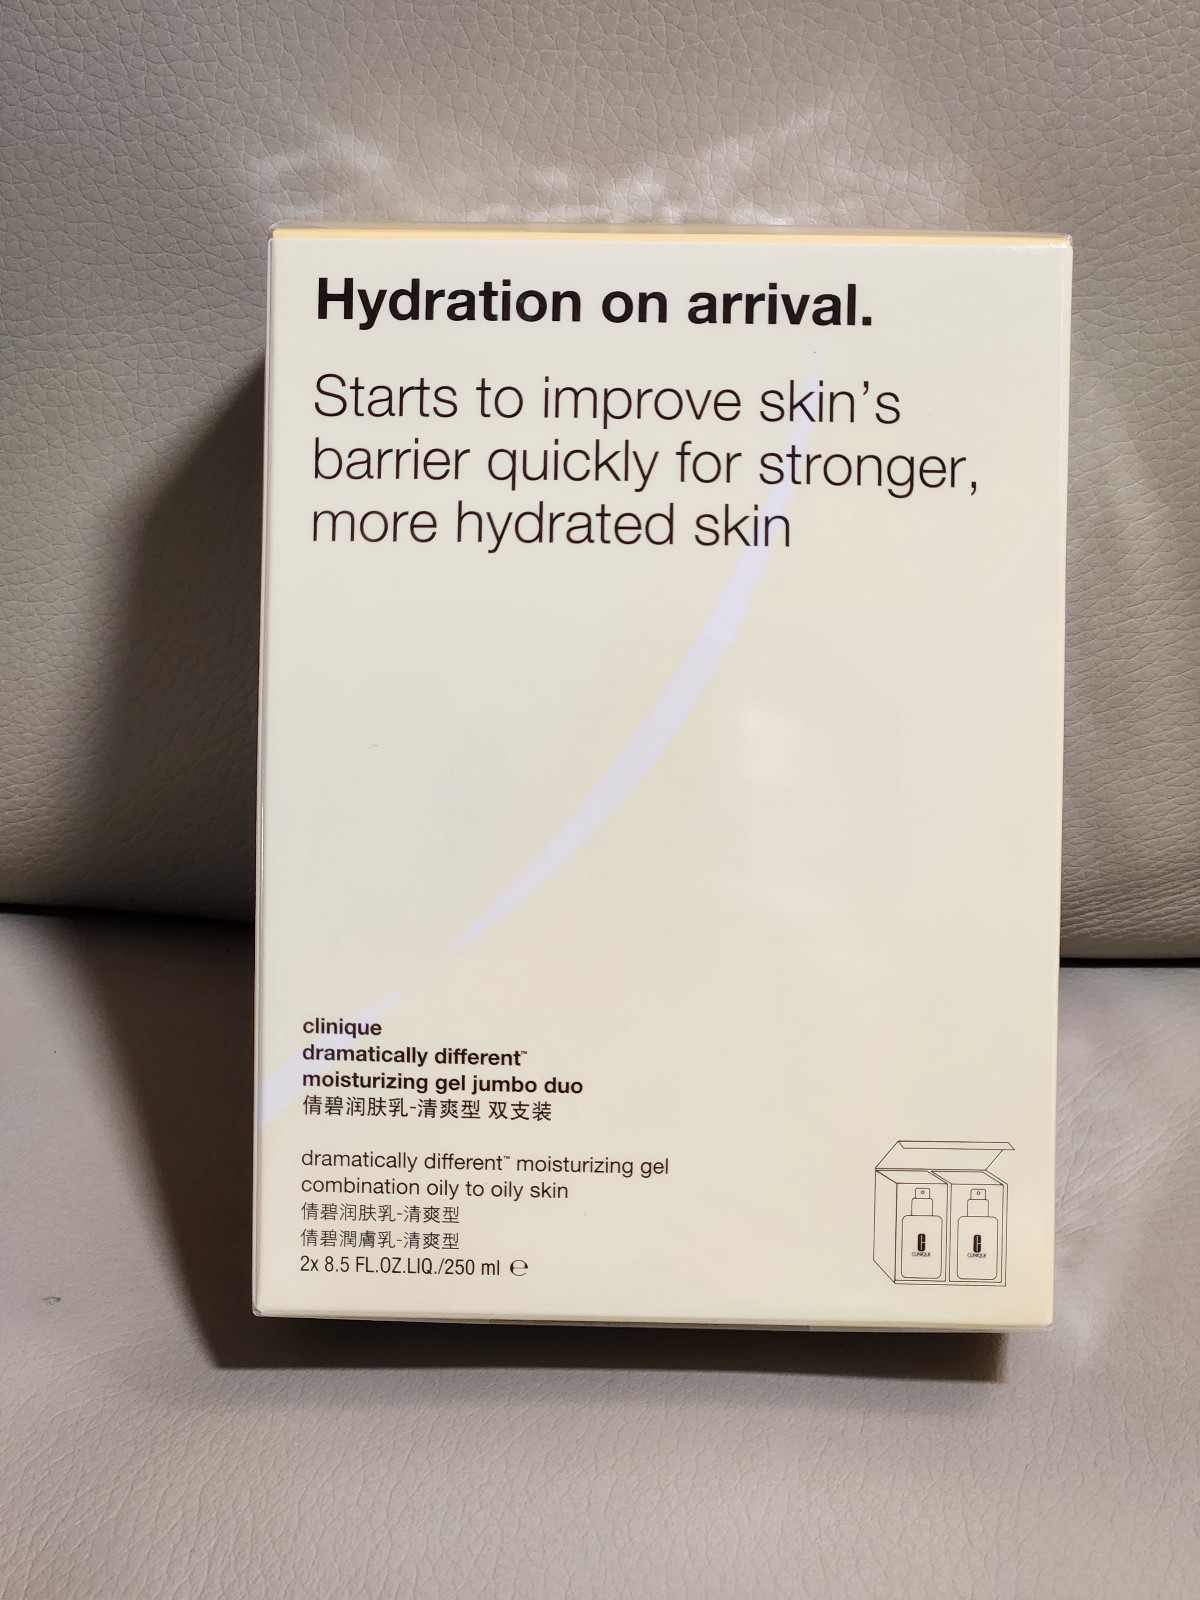 Hydration on arrival.
Starts to improve skin's
barrier quickly for stronger,
more hydrated skin
clinique
dramatically different™
moisturizing gel jumbo duo
倩碧润肤乳-清爽型 双支装
dramatically different™ moisturizing gel
combination oily to oily skin
倩碧润肤乳-清爽型
倩碧潤膚乳-清爽型
2x 8.5 FL.OZ.LIQ./250 ml ℮
CLINIQUE
CLINIQUE